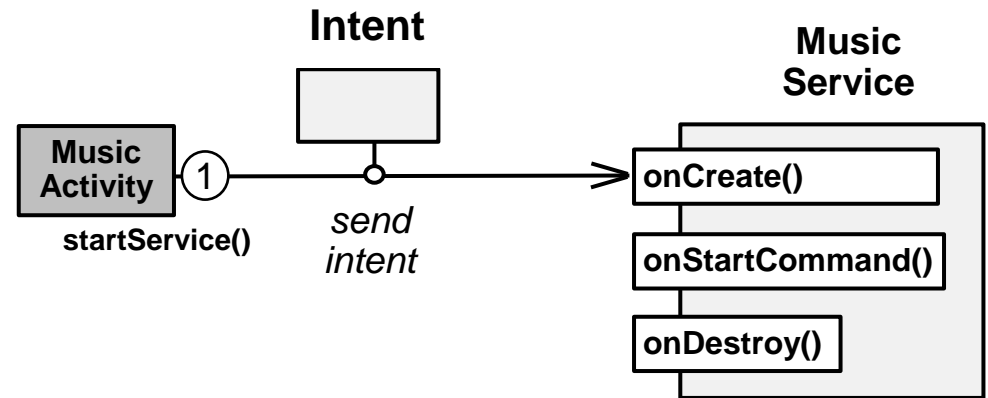 Intent
Music
Service
Music
Activity
1
onCreate()
startService()
send
intent
onStartCommand()
onDestroy()